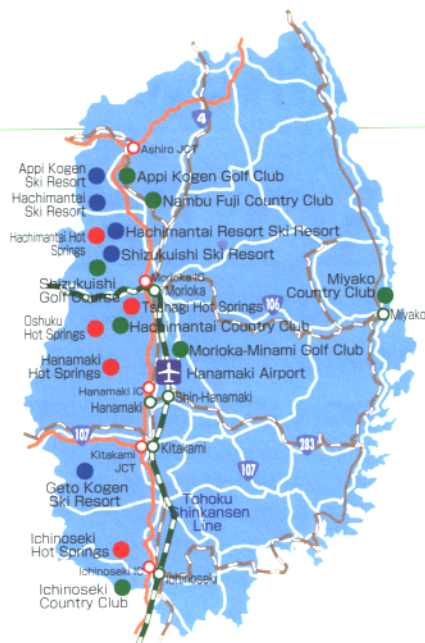 4
Ashiro JCT
Appi Kogen
Ski Resort
Appi Kogen Golf Club
Hachimantai
Ski Resort
Nambu Fuji Country Club
Hachimantai Hot
Springs
Hachimantai Resort Ski Resort
Shizukuishi Ski Resort
Shizukuishi
Golf Course
Morioka IC
Morioka
Miyako
Country Club
Tsunagi Hot Springs
106
Miyako
Oshuku
Hot Springs
Hachimantai Country Club
Morioka-Minami Golf Club
Hanamaki
Hot Springs
Hanamaki Airport
Hanamaki IC
Hanamaki
Shin-Hanamaki
107
Kitakami
283
Kitakami
JCT
107
Geto Kogen
Ski Resort
Tohoku
Shinkansen
Line
Ichinoseki
Hot Springs
Ichinoseki IC
Ichinoseki
Ichinoseki
Country Club